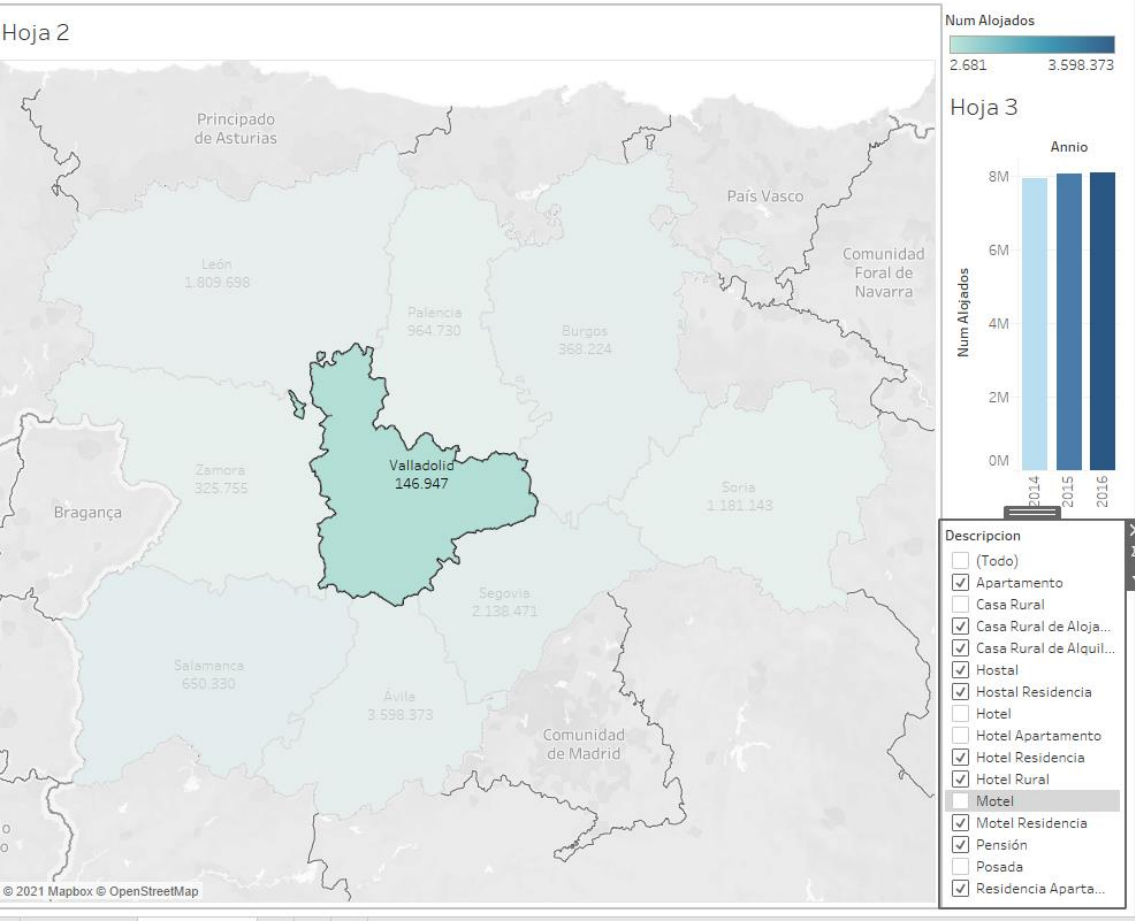 Hoja 2
Principado
de Asturias
País Vasco
Comunidad
Foral de
Navarra
León
1.809.698
Palencia
964.730
Burgos
368.224
Valladolid
146.947
Zamora
325.755
Soria
1.181.143
Bragança
Segovia
2.138.471
Salamanca
650.330
Ávila
3.598.373
Comunidad
de Madrid
o
o
© 2021 Mapbox © OpenStreetMap
Num Alojados
2.681 3.598.373
Hoja 3
Annio
Num Alojados
8M
6M
4M
2M
0M
2014
2015
2016
Descripcion
(Todo)
Apartamento
Casa Rural
Casa Rural de Aloja...
Casa Rural de Alquil...
Hostal
Hostal Residencia
Hotel
Hotel Apartamento
Hotel Residencia
Hotel Rural
Motel
Motel Residencia
Pensión
Posada
Residencia Aparta...